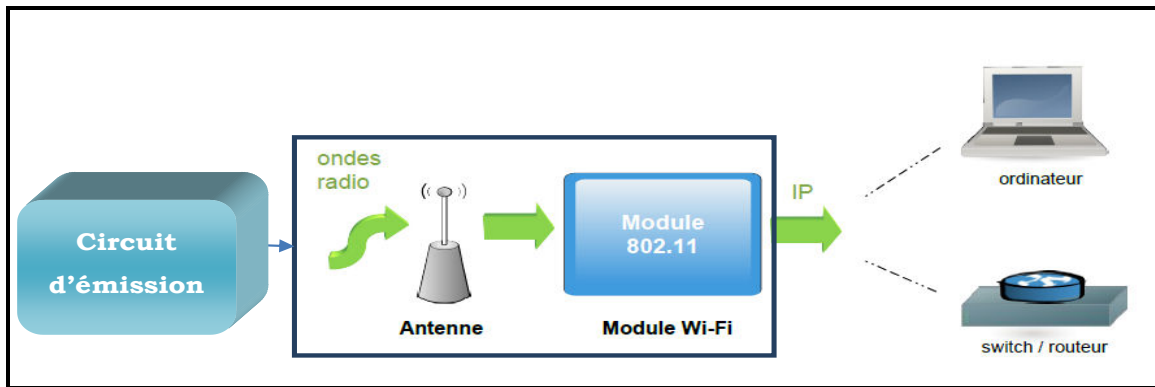 Circuit
d'émission
ondes
radio
Antenne
Module
802.11
Module Wi-Fi
IP
ordinateur
switch / routeur